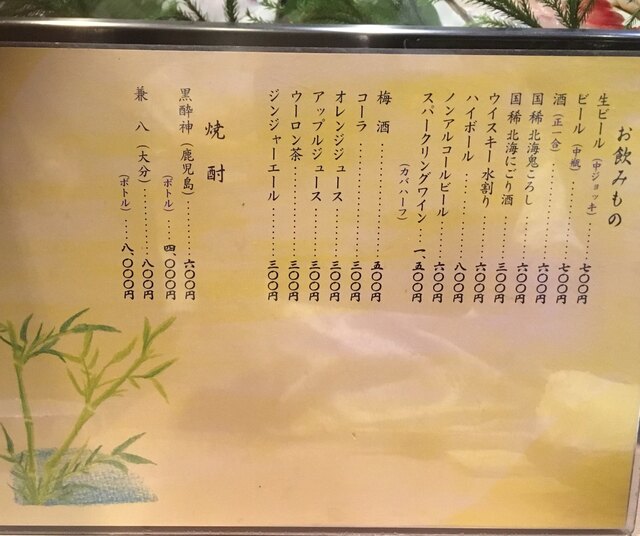 お飲みもの
生ビール（中ジョッキ）……七〇〇円
ビール（中瓶）……七〇〇円
酒（正一合）……六〇〇円
国稀 北海鬼ころし……六〇〇円
国稀 北海にごり酒……三〇〇円
ウイスキー水割り……六〇〇円
ハイボール……八〇〇円
ノンアルコールビール……六〇〇円
スパークリングワイン……一、五〇〇円
（カバハーフ）
梅酒……五〇〇円
コーラ……三〇〇円
オレンジジュース……三〇〇円
アップルジュース……三〇〇円
ウーロン茶……三〇〇円
ジンジャーエール……三〇〇円
焼酎
黒酔神（鹿児島）……六〇〇円
（ボトル）……四、〇〇〇円
兼八（大分）……八〇〇円
（ボトル）……八、〇〇〇円